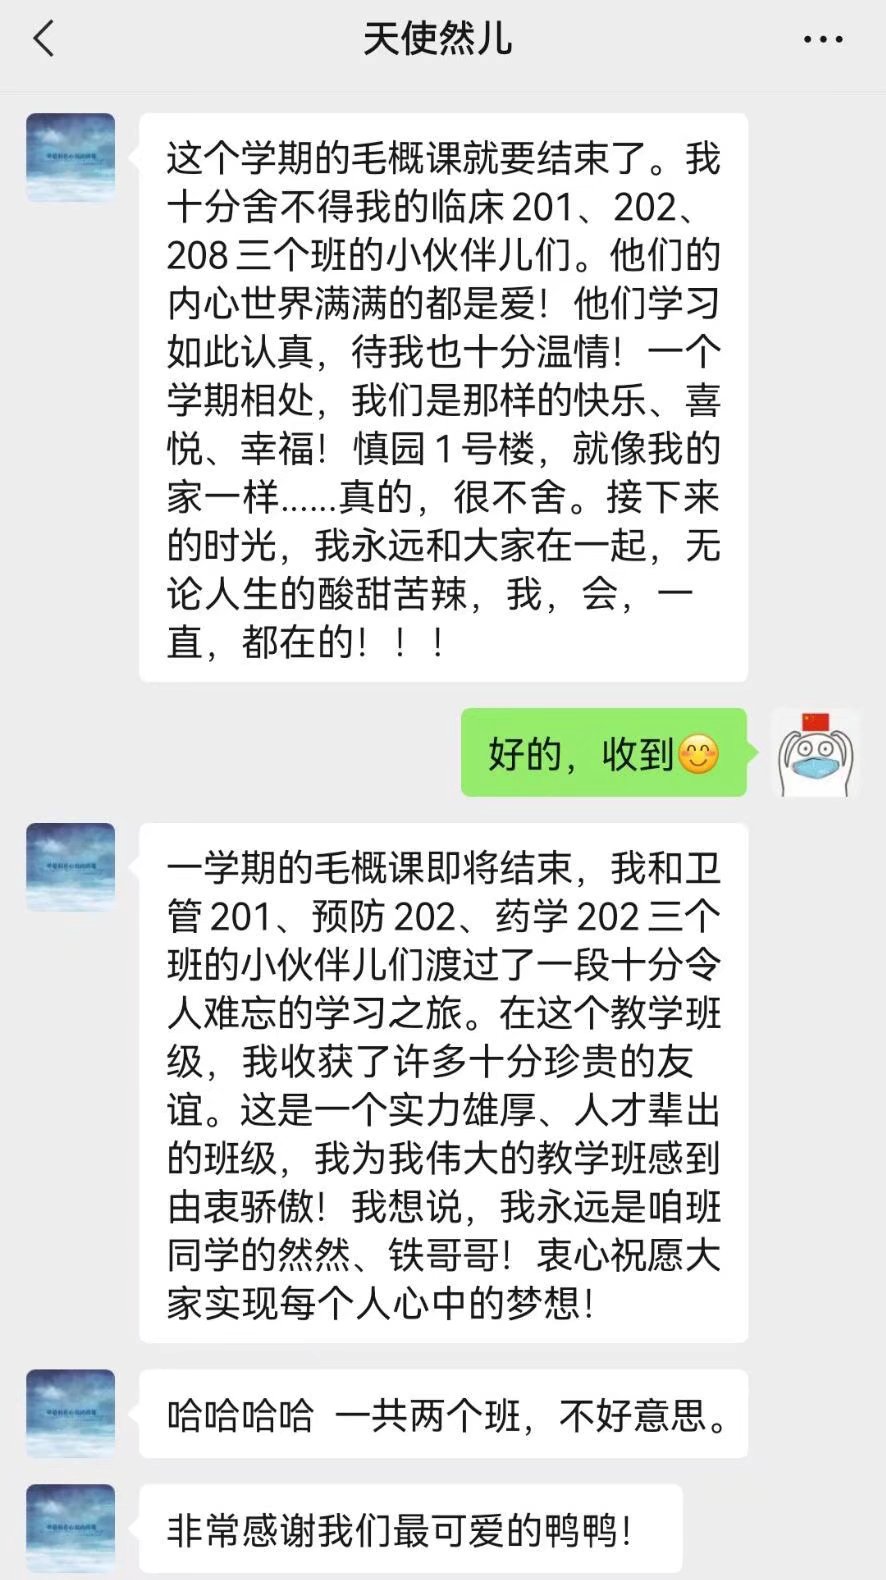 天使然儿
这个学期的毛概课就要结束了。我
十分舍不得我的临床201、202、
208三个班的小伙伴儿们。他们的
内心世界满满的都是爱！他们学习
如此认真，待我也十分温情！一个
学期相处，我们是那样的快乐、喜
悦、幸福！慎园1号楼，就像我的
家一样……真的，很不舍。接下来
的时光，我永远和大家在一起，无
论人生的酸甜苦辣，我，会，一
直，都在的！！！
好的，收到😊
一学期的毛概课即将结束，我和卫
管201、预防202、药学202三个
班的小伙伴儿们渡过了一段十分令
人难忘的学习之旅。在这个教学班
级，我收获了许多十分珍贵的友
谊。这是一个实力雄厚、人才辈出
的班级，我为我伟大的教学班感到
由衷骄傲！我想说，我永远是咱班
同学的然然、铁哥哥！衷心祝愿大
家实现每个人心中的梦想！
哈哈哈哈 一共两个班，不好意思。
非常感谢我们最可爱的鸭鸭！